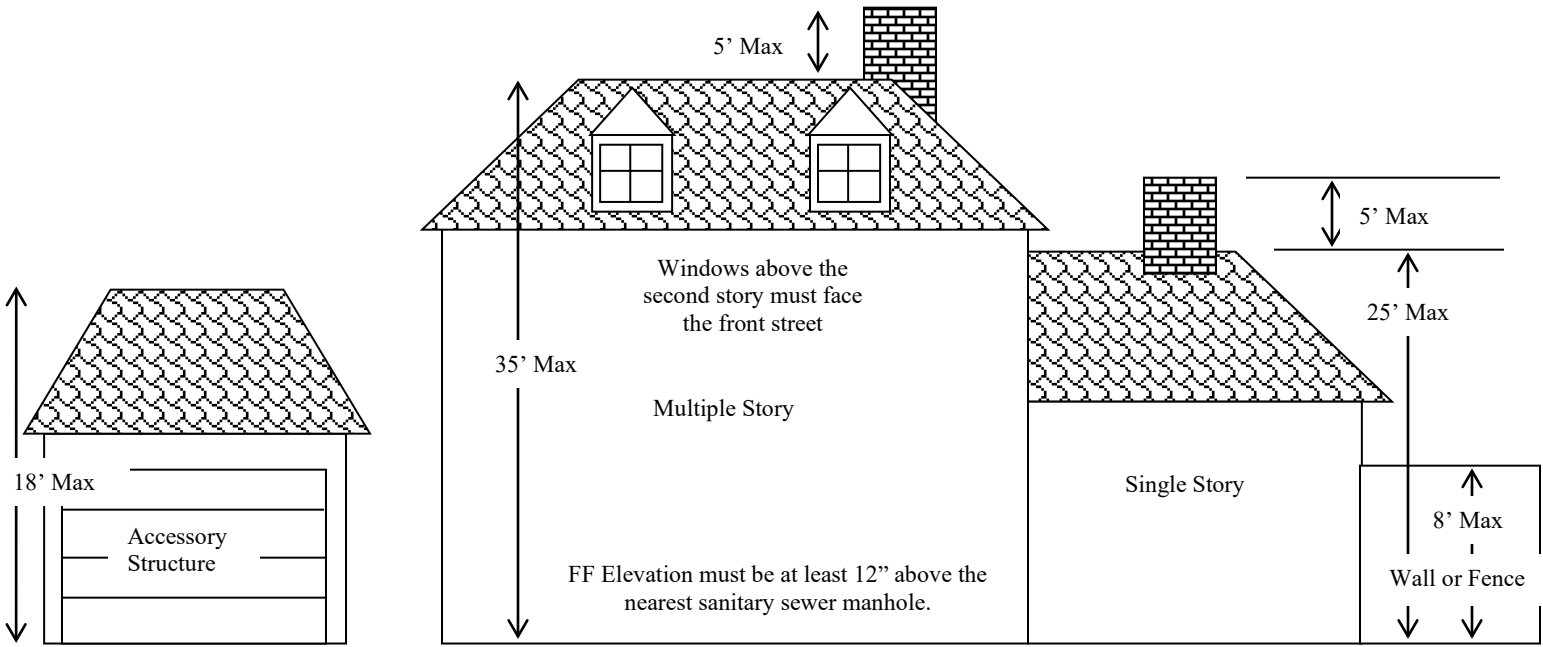 5’ Max
5’ Max
Windows above the
second story must face
the front street
25’ Max
35’ Max
Multiple Story
18’ Max
Single Story
8’ Max
Accessory
Structure
FF Elevation must be at least 12” above the
nearest sanitary sewer manhole.
Wall or Fence